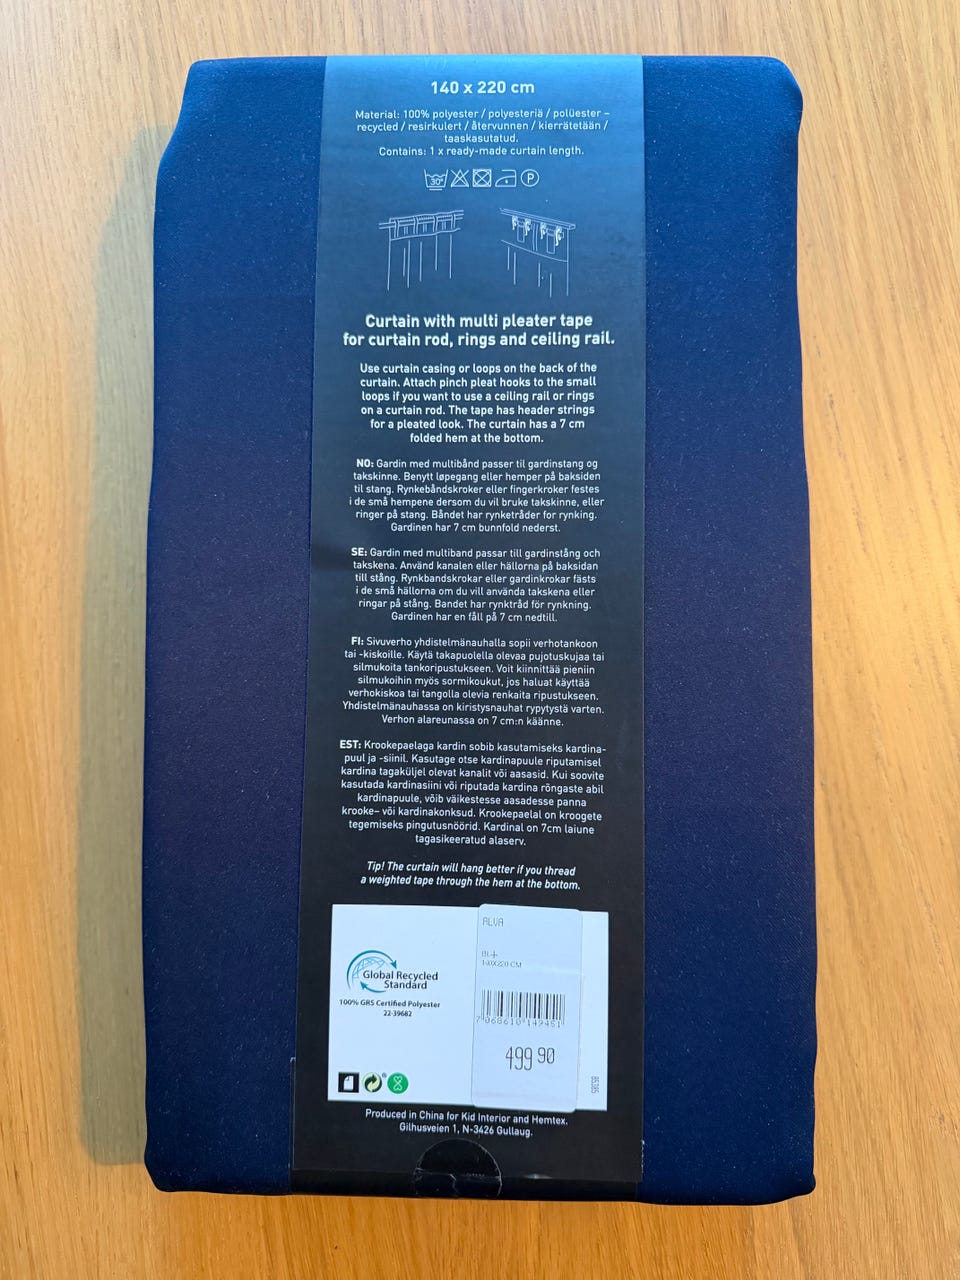 140 x 220 cm
Material: 100% polyester / polyesteriä / polüester –
recycled / resirkulert / återvunnen / kierrätetään /
taaskasutatud.
Contains: 1 x ready-made curtain length.
30°
P
Curtain with multi pleater tape
for curtain rod, rings and ceiling rail.
Use curtain casing or loops on the back of the
curtain. Attach pinch pleat hooks to the small
loops if you want to use a ceiling rail or rings
on a curtain rod. The tape has header strings
for a pleated look. The curtain has a 7 cm
folded hem at the bottom.
NO: Gardin med multibånd passer til gardinstang og
takskinne. Benytt løpegang eller hemper på baksiden
til stang. Rynkebåndskroker eller fingerkroker festes
i de små hempene dersom du vil bruke takskinne, eller
ringer på stang. Båndet har rynketråder for rynking.
Gardinen har 7 cm bunnfold nederst.
SE: Gardin med multiband passar till gardinstång och
takskena. Använd kanalen eller hällorna på baksidan
till stång. Rynkbandskrokar eller gardinkrokar fästs
i de små hällorna om du vill använda takskena eller
ringar på stång. Bandet har rynktråd för rynkning.
Gardinen har en fåll på 7 cm nedtill.
FI: Sivuverho yhdistelmänauhalla sopii verhotankoon
tai -kiskoille. Käytä takapuolella olevaa pujotuskujaa tai
silmukoita tankoripustukseen. Voit kiinnittää pieniin
silmukoihin myös sormikoukut, jos haluat käyttää
verhokiskoa tai tangolla olevia renkaita ripustukseen.
Yhdistelmänauhassa on kiristysnauhat rypytystä varten.
Verhon alareunassa on 7 cm:n käänne.
EST: Krookepaelaga kardin sobib kasutamiseks kardina-
puul ja -siinil. Kasutage otse kardinapuule riputamisel
kardina tagaküljel olevat kanalit või aasasid. Kui soovite
kasutada kardinasiini või riputada kardina rõngaste abil
kardinapuule, võib väikestesse aasadesse panna
krooke– või kardinakonksud. Krookepaelal on kroogete
tegemiseks pingutusnöörid. Kardinal on 7cm laiune
tagasikeeratud alaserv.
Tip! The curtain will hang better if you thread
a weighted tape through the hem at the bottom.
ALVA
140X220 CM
Global Recycled
Standard
100% GRS Certified Polyester
22-39682
7 068610 149451
499 90
Produced in China for Kid Interior and Hemtex.
Gilhusveien 1, N-3426 Gullaug.